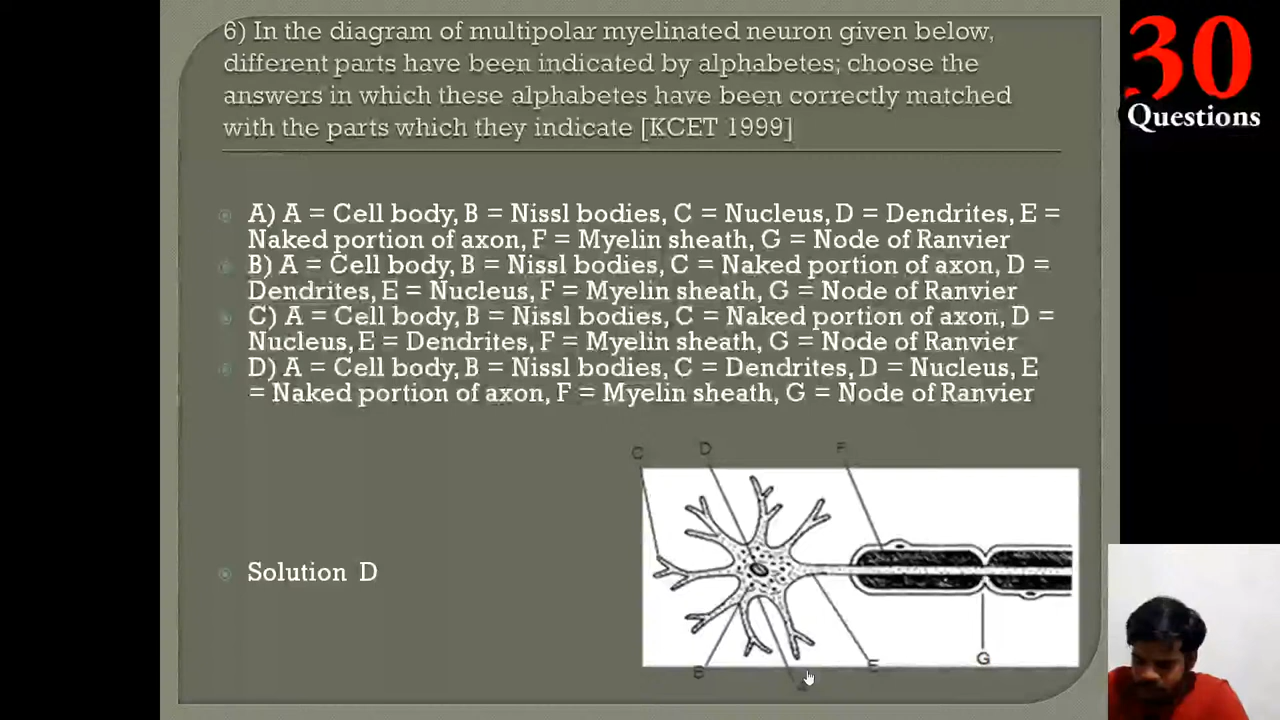 6) In the diagram of multipolar myelinated neuron given below,
different parts have been indicated by alphabetes; choose the
answers in which these alphabetes have been correctly matched
with the parts which they indicate [KCET 1999]
30
Questions
A) A = Cell body, B = Nissl bodies, C = Nucleus, D = Dendrites, E =
Naked portion of axon, F = Myelin sheath, G = Node of Ranvier
B) A = Cell body, B = Nissl bodies, C = Naked portion of axon, D =
Dendrites, E = Nucleus, F = Myelin sheath, G = Node of Ranvier
C) A = Cell body, B = Nissl bodies, C = Naked portion of axon, D =
Nucleus, E = Dendrites, F = Myelin sheath, G = Node of Ranvier
D) A = Cell body, B = Nissl bodies, C = Dendrites, D = Nucleus, E
= Naked portion of axon, F = Myelin sheath, G = Node of Ranvier
C D F
Solution D
B E G